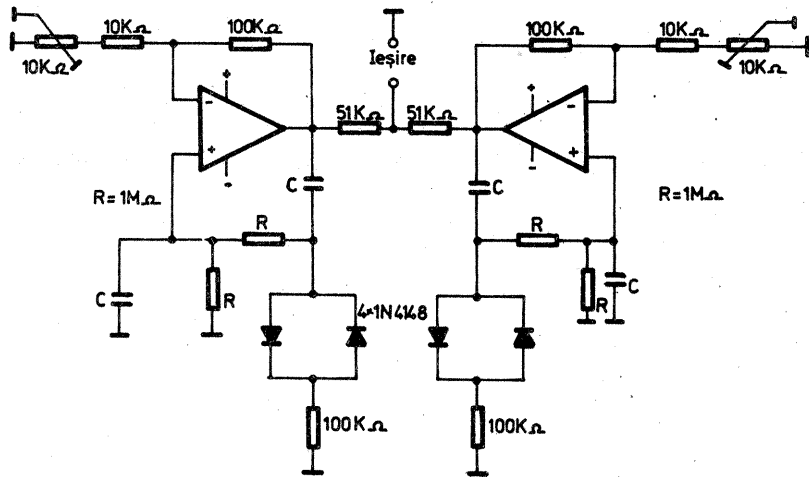 10KΩ 100KΩ 100KΩ 10KΩ
10KΩ Ieșire 10KΩ
51KΩ 51KΩ
+ - + -
+ - + -
C C
R=1MΩ R=1MΩ
R R
C R R C
4×1N4148
100KΩ 100KΩ